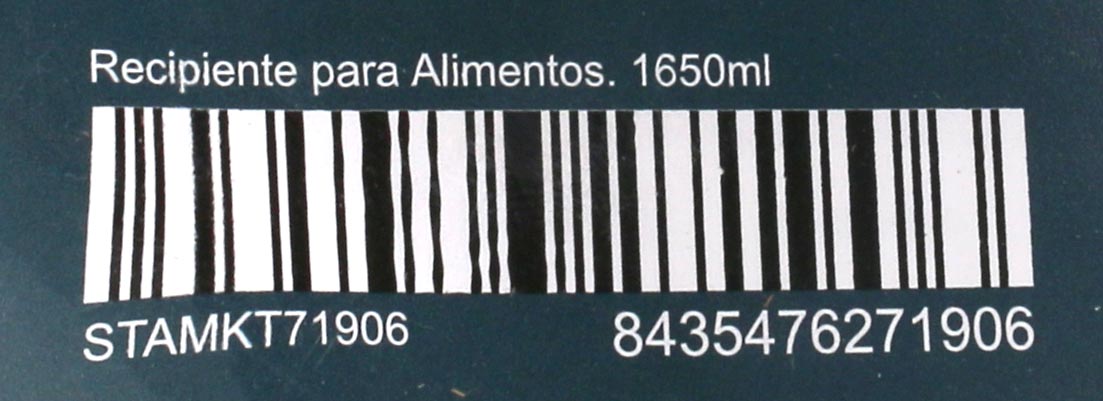 Recipiente para Alimentos. 1650ml
STAMKT71906 8435476271906